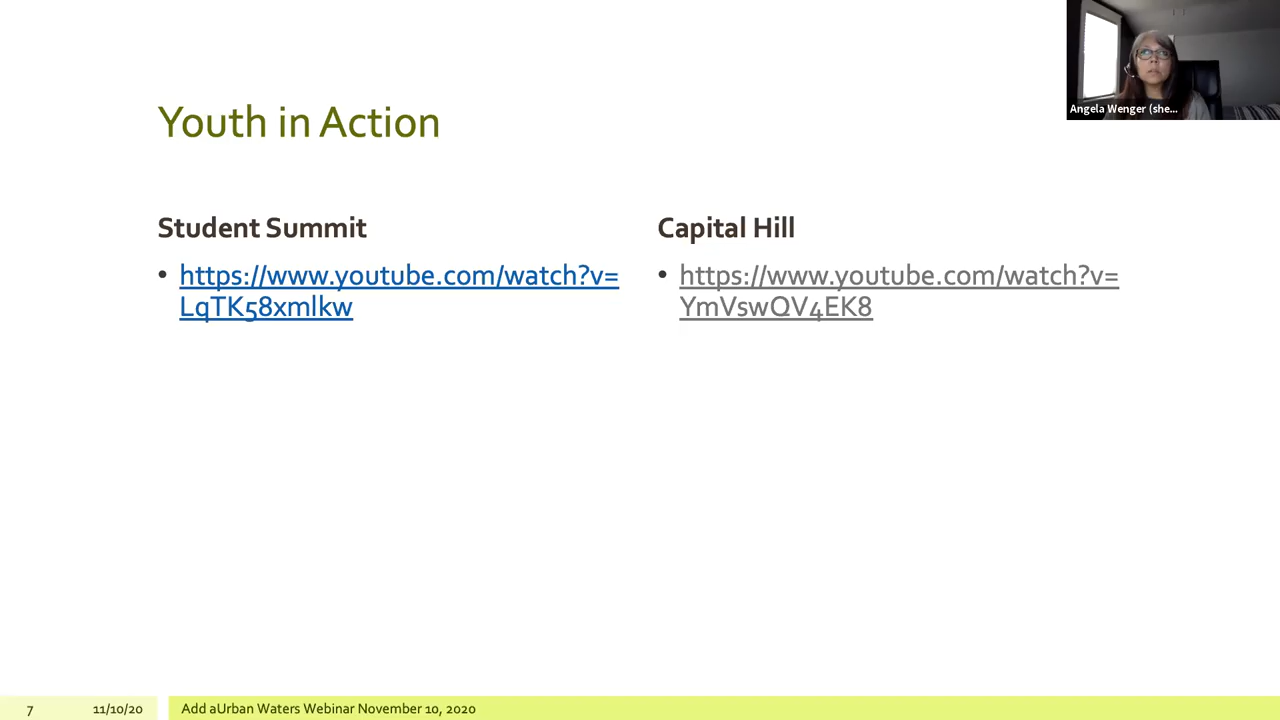 Angela Wenger (she...
Youth in Action
Student Summit
• https://www.youtube.com/watch?v=
LqTK58xmlkw
Capital Hill
• https://www.youtube.com/watch?v=
YmVswQV4EK8
7 11/10/20 Add aUrban Waters Webinar November 10, 2020